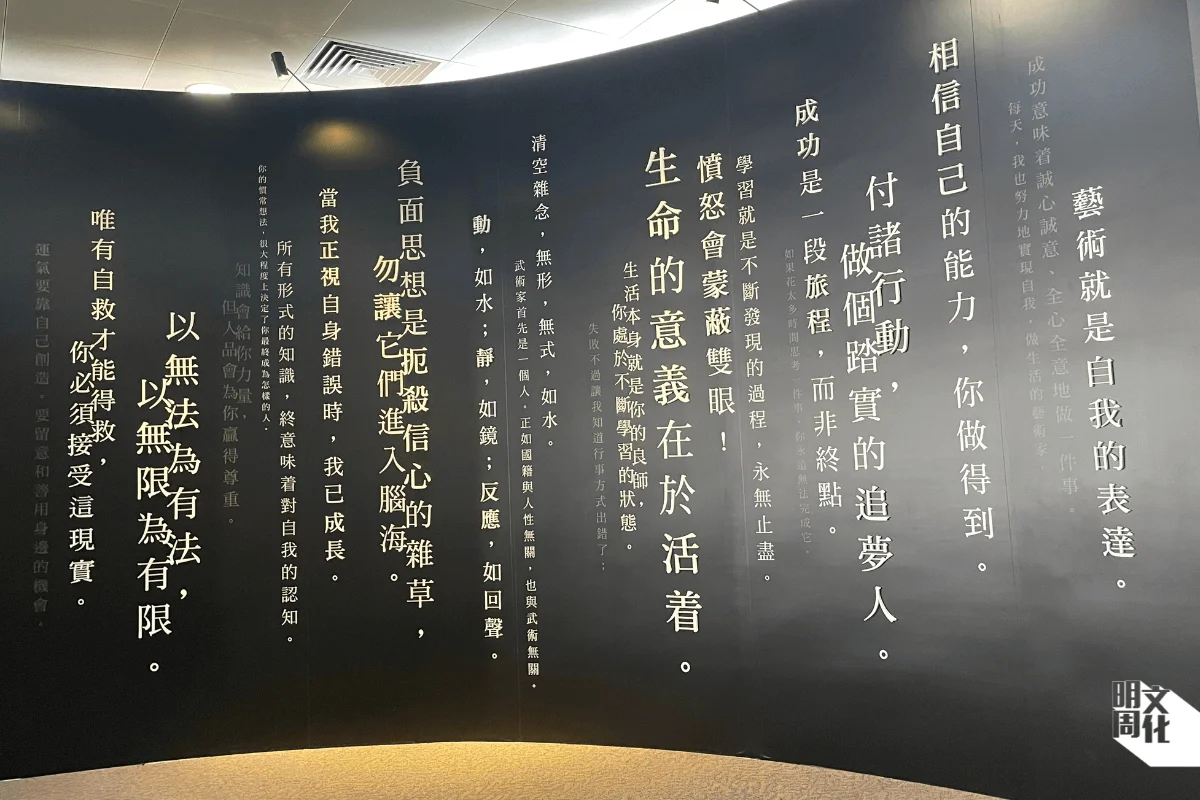 藝術就是自我的表達。
成功意味着誠心誠意、全心全意地做一件事。
每天，我也努力地實現自我，做生活的藝術家。
相信自己的能力，你做得到。
付諸行動，
做個踏實的追夢人。
成功是一段旅程，而非終點。
如果花太多時間思考一件事，你永遠無法完成它。
學習就是不斷發現的過程，永無止盡。
憤怒會蒙蔽雙眼！
生命的意義在於活着。
生活本身就是你的良師，
你處於不斷學習的狀態。
失敗不過讓我知道行事方式出錯了；
清空雜念，無形，無式，如水。
武術家首先是一個人。正如國籍與人性無關，也與武術無關。
動，如水；靜，如鏡；反應，如回聲。
負面思想是扼殺信心的雜草，
勿讓它們進入腦海。
當我正視自身錯誤時，我已成長。
所有形式的知識，終意味着對自我的認知。
你的慣常想法，很大程度上決定了你最終成為怎樣的人。
知識會給你力量，
但人品會為你贏得尊重。
以無法為有法，
以無限為有限。
唯有自救才能得救，
你必須接受這現實。
運氣要靠自己創造。要留意和善用身邊的機會。
明周文化